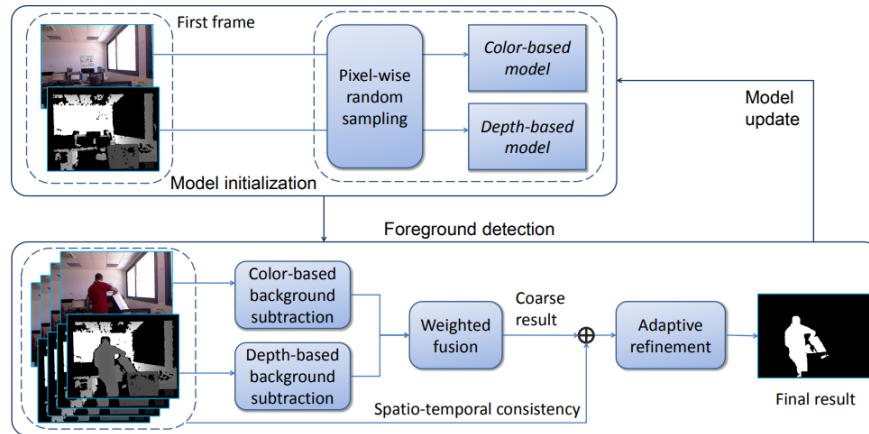 First frame
Pixel-wise
random
sampling
Color-based
model
Depth-based
model
Model initialization
Model
update
Foreground detection
Color-based
background
subtraction
Depth-based
background
subtraction
Weighted
fusion
Coarse
result
Adaptive
refinement
Final result
Spatio-temporal consistency